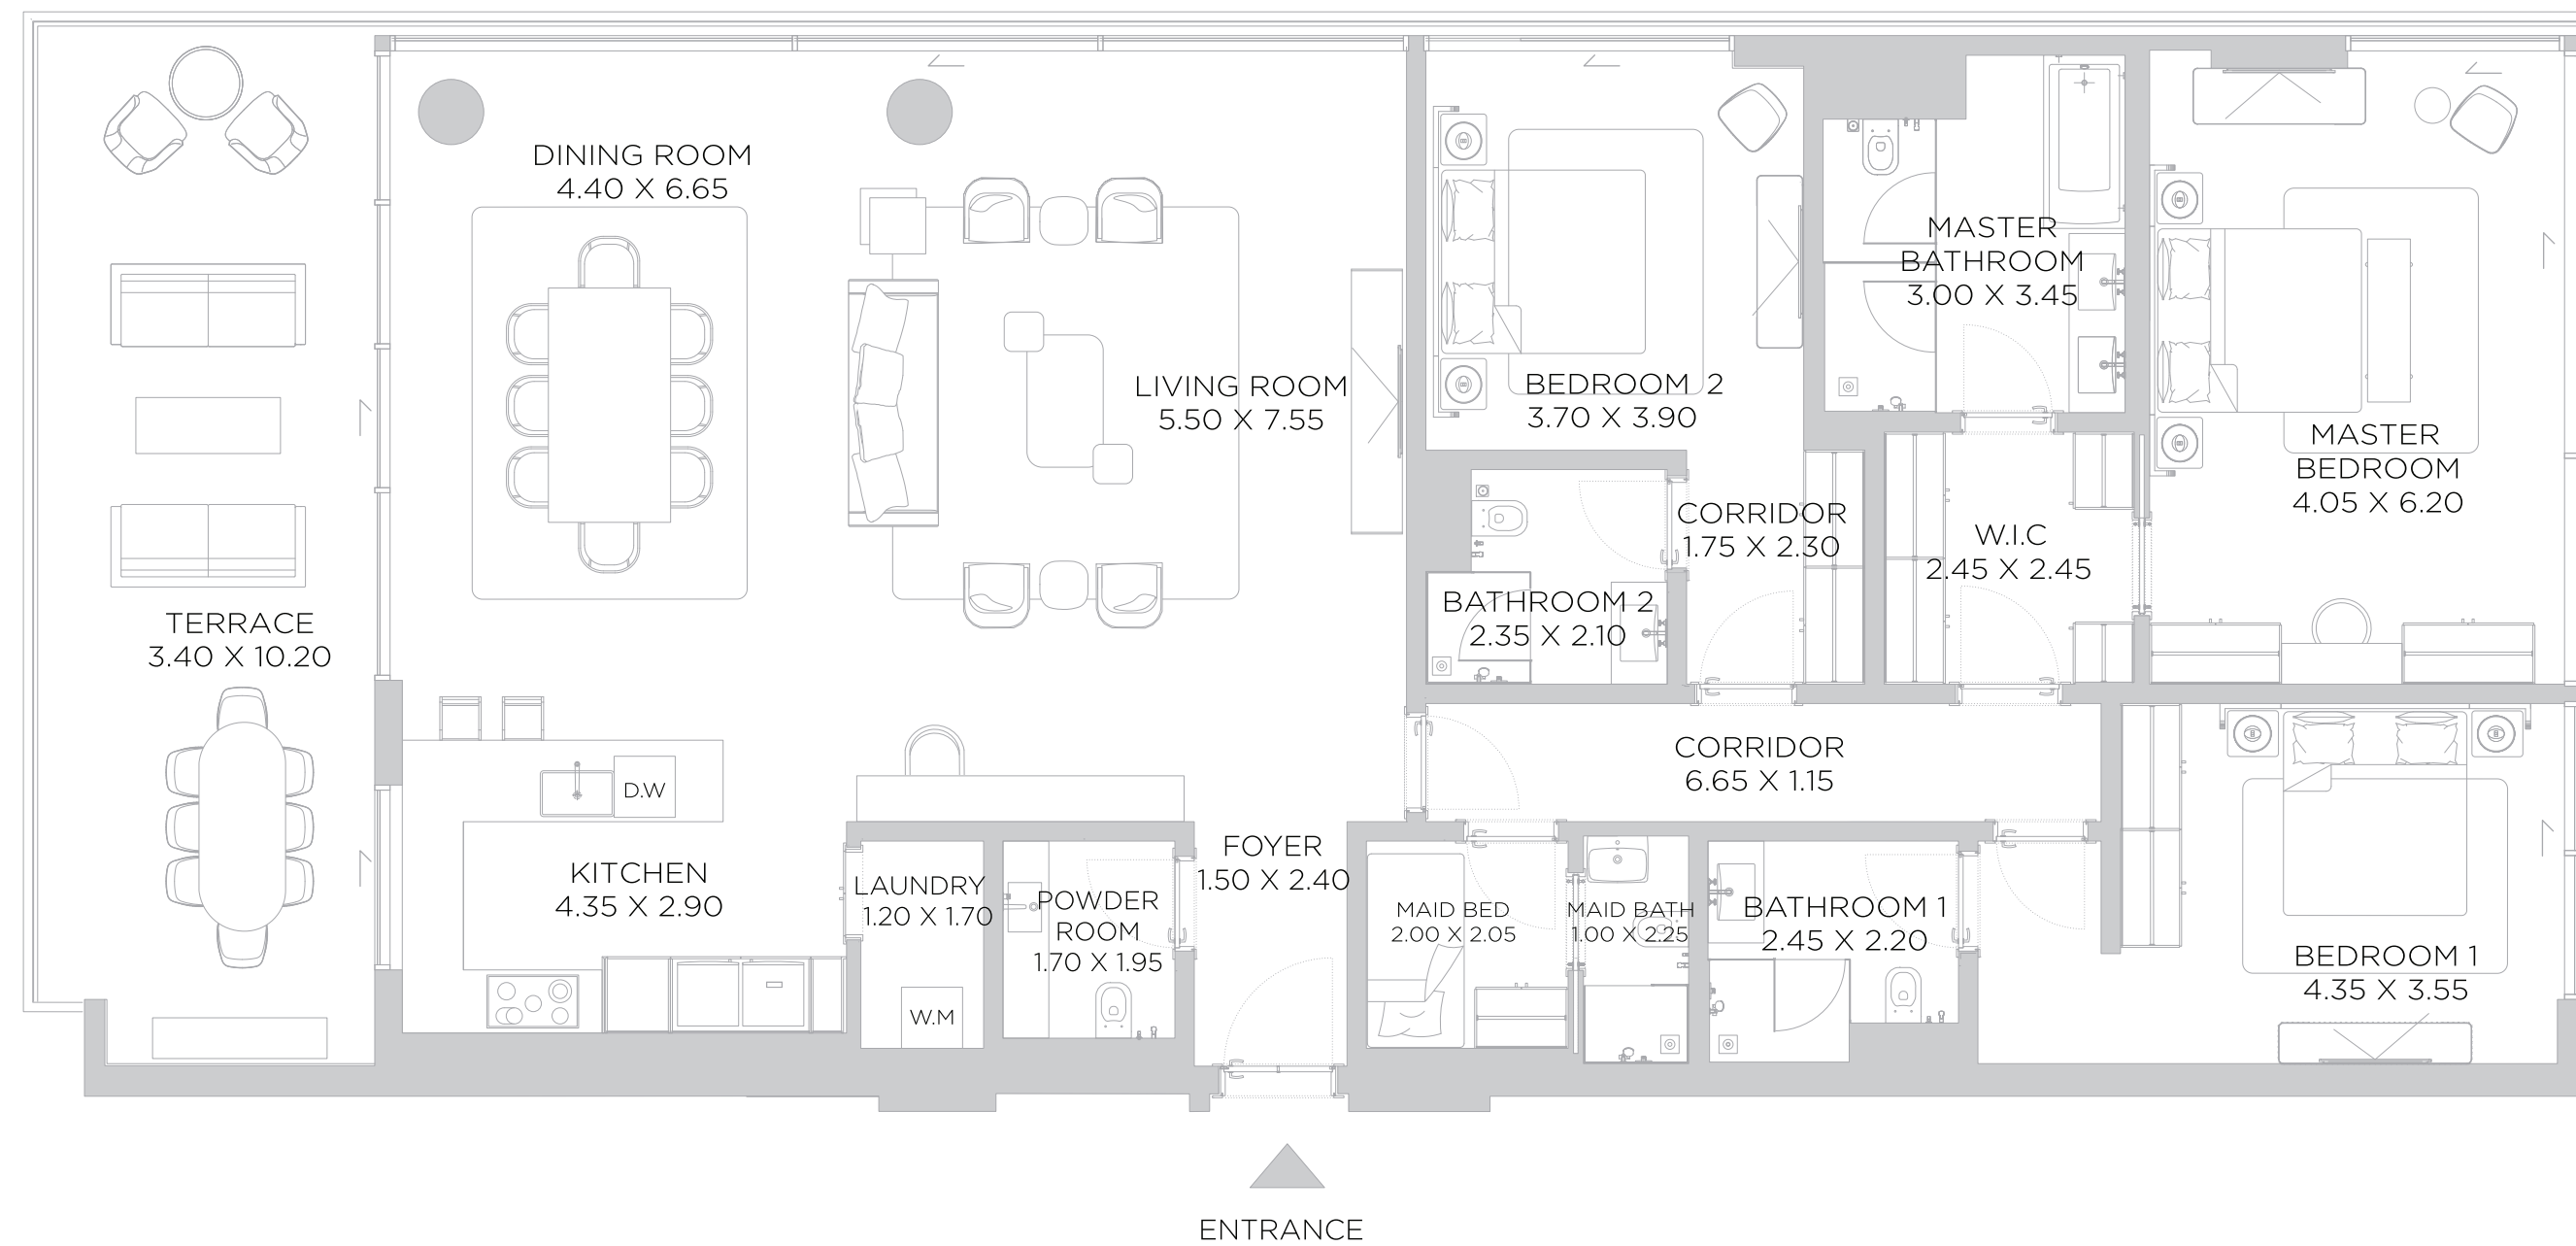 DINING ROOM
4.40 X 6.65
LIVING ROOM
5.50 X 7.55
BEDROOM 2
3.70 X 3.90
MASTER
BATHROOM
3.00 X 3.45
MASTER
BEDROOM
4.05 X 6.20
CORRIDOR
1.75 X 2.30
W.I.C
2.45 X 2.45
BATHROOM 2
2.35 X 2.10
TERRACE
3.40 X 10.20
CORRIDOR
6.65 X 1.15
D.W
KITCHEN
4.35 X 2.90
LAUNDRY
1.20 X 1.70
W.M
POWDER
ROOM
1.70 X 1.95
FOYER
1.50 X 2.40
MAID BED
2.00 X 2.05
MAID BATH
1.00 X 2.25
BATHROOM 1
2.45 X 2.20
BEDROOM 1
4.35 X 3.55
ENTRANCE